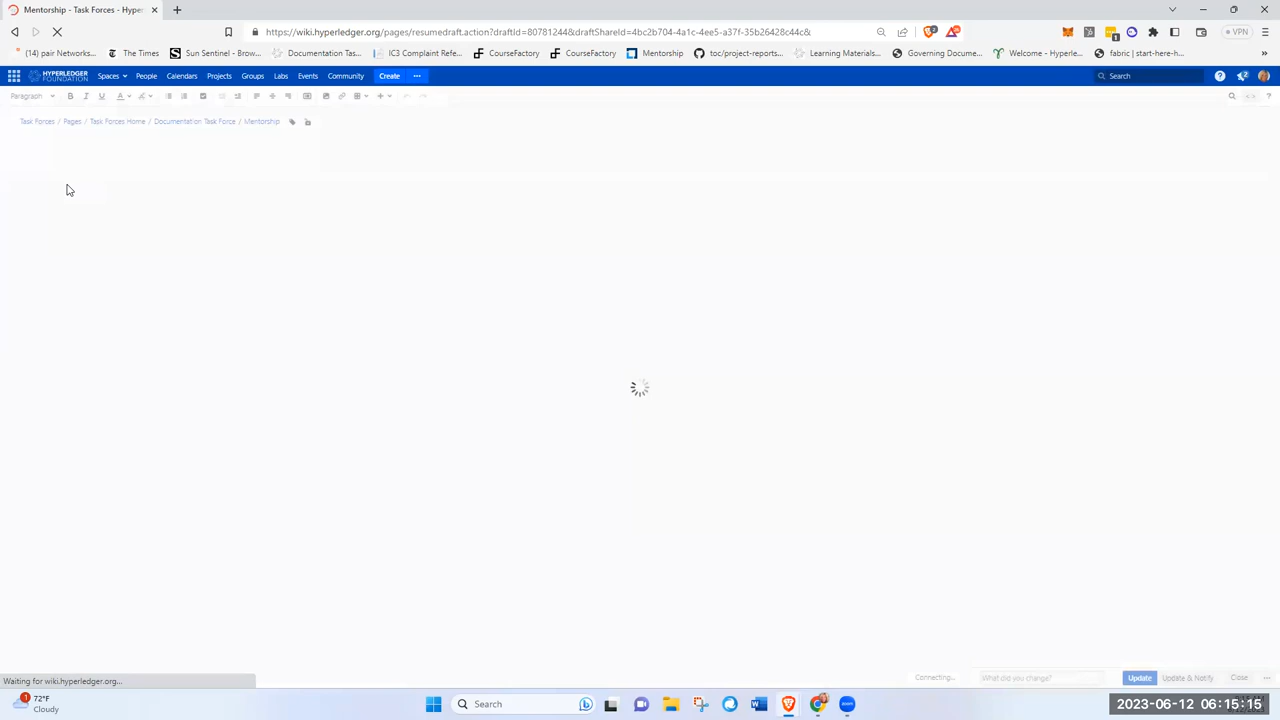 Mentorship - Task Forces - Hyper
https://wiki.hyperledger.org/pages/resumedraft.action?draftId=80781244&draftShareId=4bc2b704-4a1c-4ee5-a37f-35b26428c44c&
VPN
(14) pair Networks...
The Times
Sun Sentinel - Brow...
Documentation Tas...
IC3 Complaint Refe...
CourseFactory
CourseFactory
Mentorship
toc/project-reports...
Learning Materials...
Governing Docume...
Welcome - Hyperle...
fabric | start-here-h...
HYPERLEDGER FOUNDATION
Spaces
People
Calendars
Projects
Groups
Labs
Events
Community
Create
Search
Paragraph
Task Forces / Pages / Task Forces Home / Documentation Task Force / Mentorship
Waiting for wiki.hyperledger.org...
Connecting...
What did you change?
Update
Update & Notify
Close
72°F
Cloudy
Search
zoom
2023-06-12 06:15:15